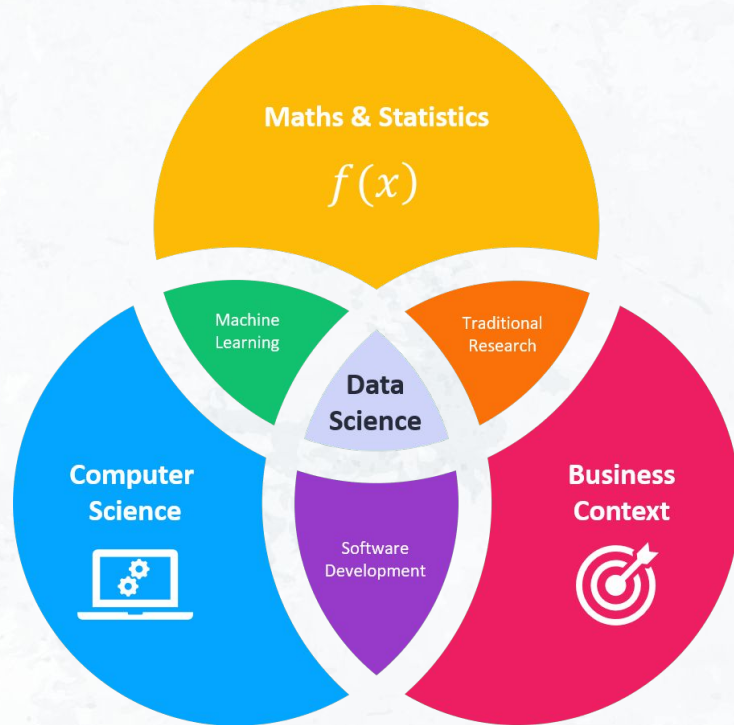 Maths & Statistics
f(x)
Machine
Learning
Traditional
Research
Data
Science
Computer
Science
Business
Context
Software
Development